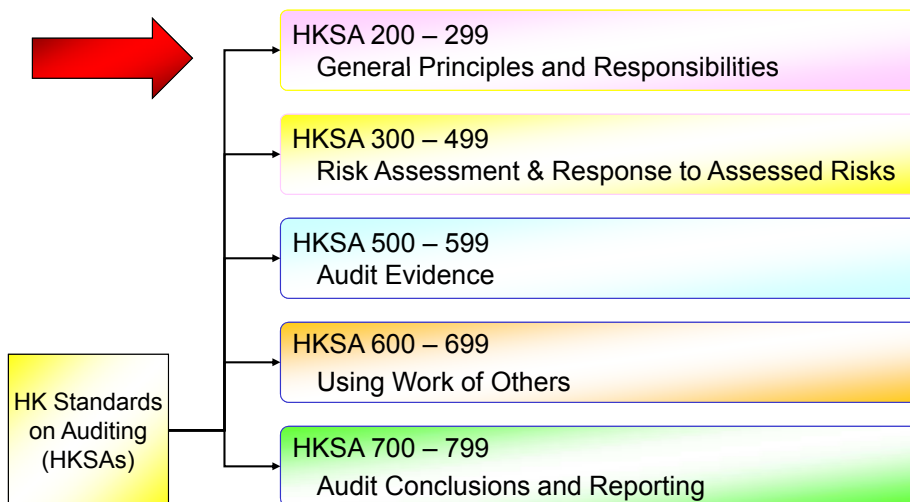 HKSA 200 – 299
General Principles and Responsibilities
HKSA 300 – 499
Risk Assessment & Response to Assessed Risks
HKSA 500 – 599
Audit Evidence
HKSA 600 – 699
Using Work of Others
HK Standards
on Auditing
(HKSAs)
HKSA 700 – 799
Audit Conclusions and Reporting